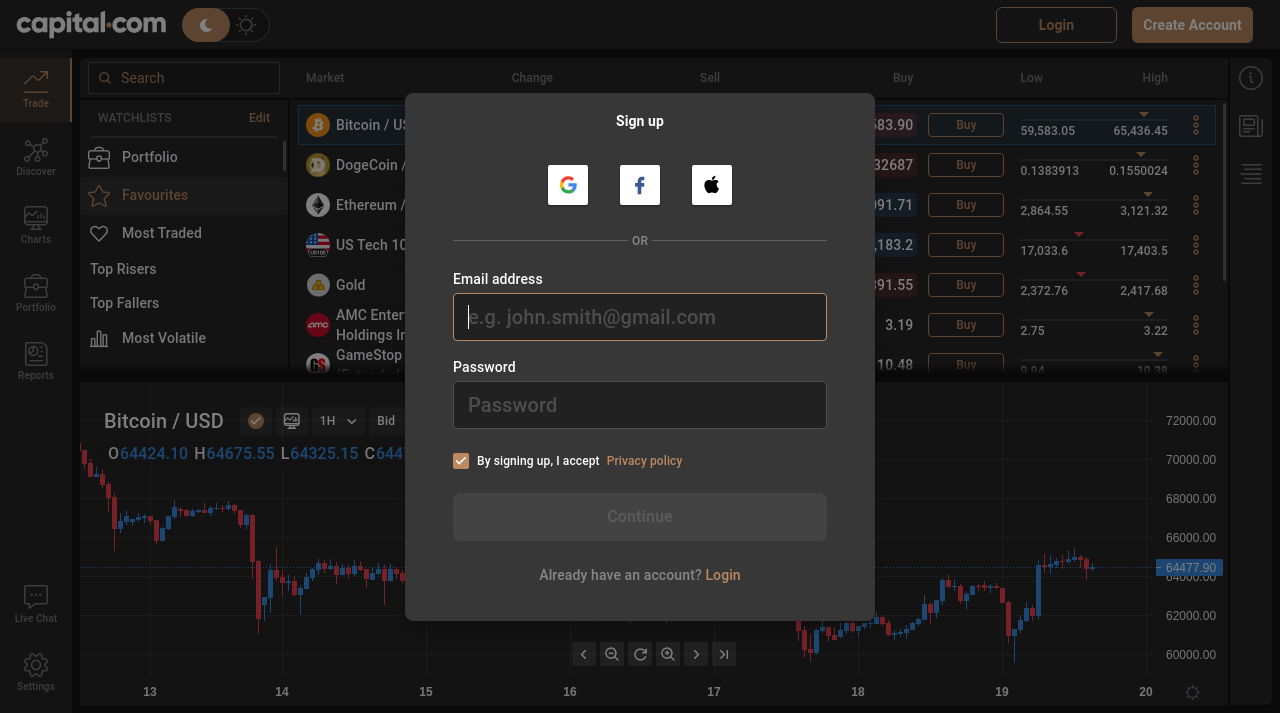 capital.com
Login
Create Account
Trade
Discover
Charts
Portfolio
Reports
Live Chat
Settings
Search
WATCHLISTS Edit
Portfolio
Favourites
Most Traded
Top Risers
Top Fallers
Most Volatile
Market Change Sell Buy Low High
Bitcoin / US 583.90 Buy 59,583.05 65,436.45
DogeCoin / 32687 Buy 0.1383913 0.1550024
Ethereum / 091.71 Buy 2,864.55 3,121.32
US Tech 10 ,183.2 Buy 17,033.6 17,403.5
Gold 391.55 Buy 2,372.76 2,417.68
AMC Enter
Holdings In
3.19 Buy 2.75 3.22
GameStop
10.48 Buy 9.94 10.38
Sign up
OR
Email address
e.g. john.smith@gmail.com
Password
Password
By signing up, I accept Privacy policy
Continue
Already have an account? Login
Bitcoin / USD 1H Bid
O64424.10 H64675.55 L64325.15 C644
72000.00
70000.00
68000.00
66000.00
64477.90
64000.00
62000.00
60000.00
13 14 15 16 17 18 19 20